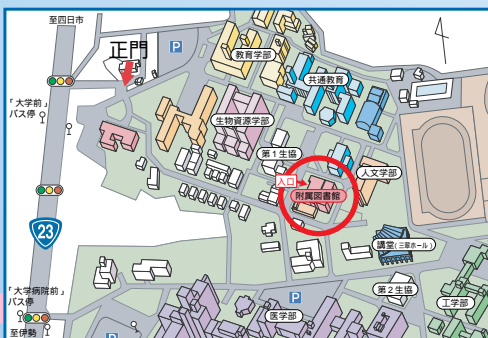 至四日市
正門
P
教育学部
共通教育
「大学前」
バス停
生物資源学部
第1生協
人文学部
入口
附属図書館
23
講堂(三翠ホール)
「大学病院前」
バス停
第2生協
P
工学部
医学部
至伊勢
P